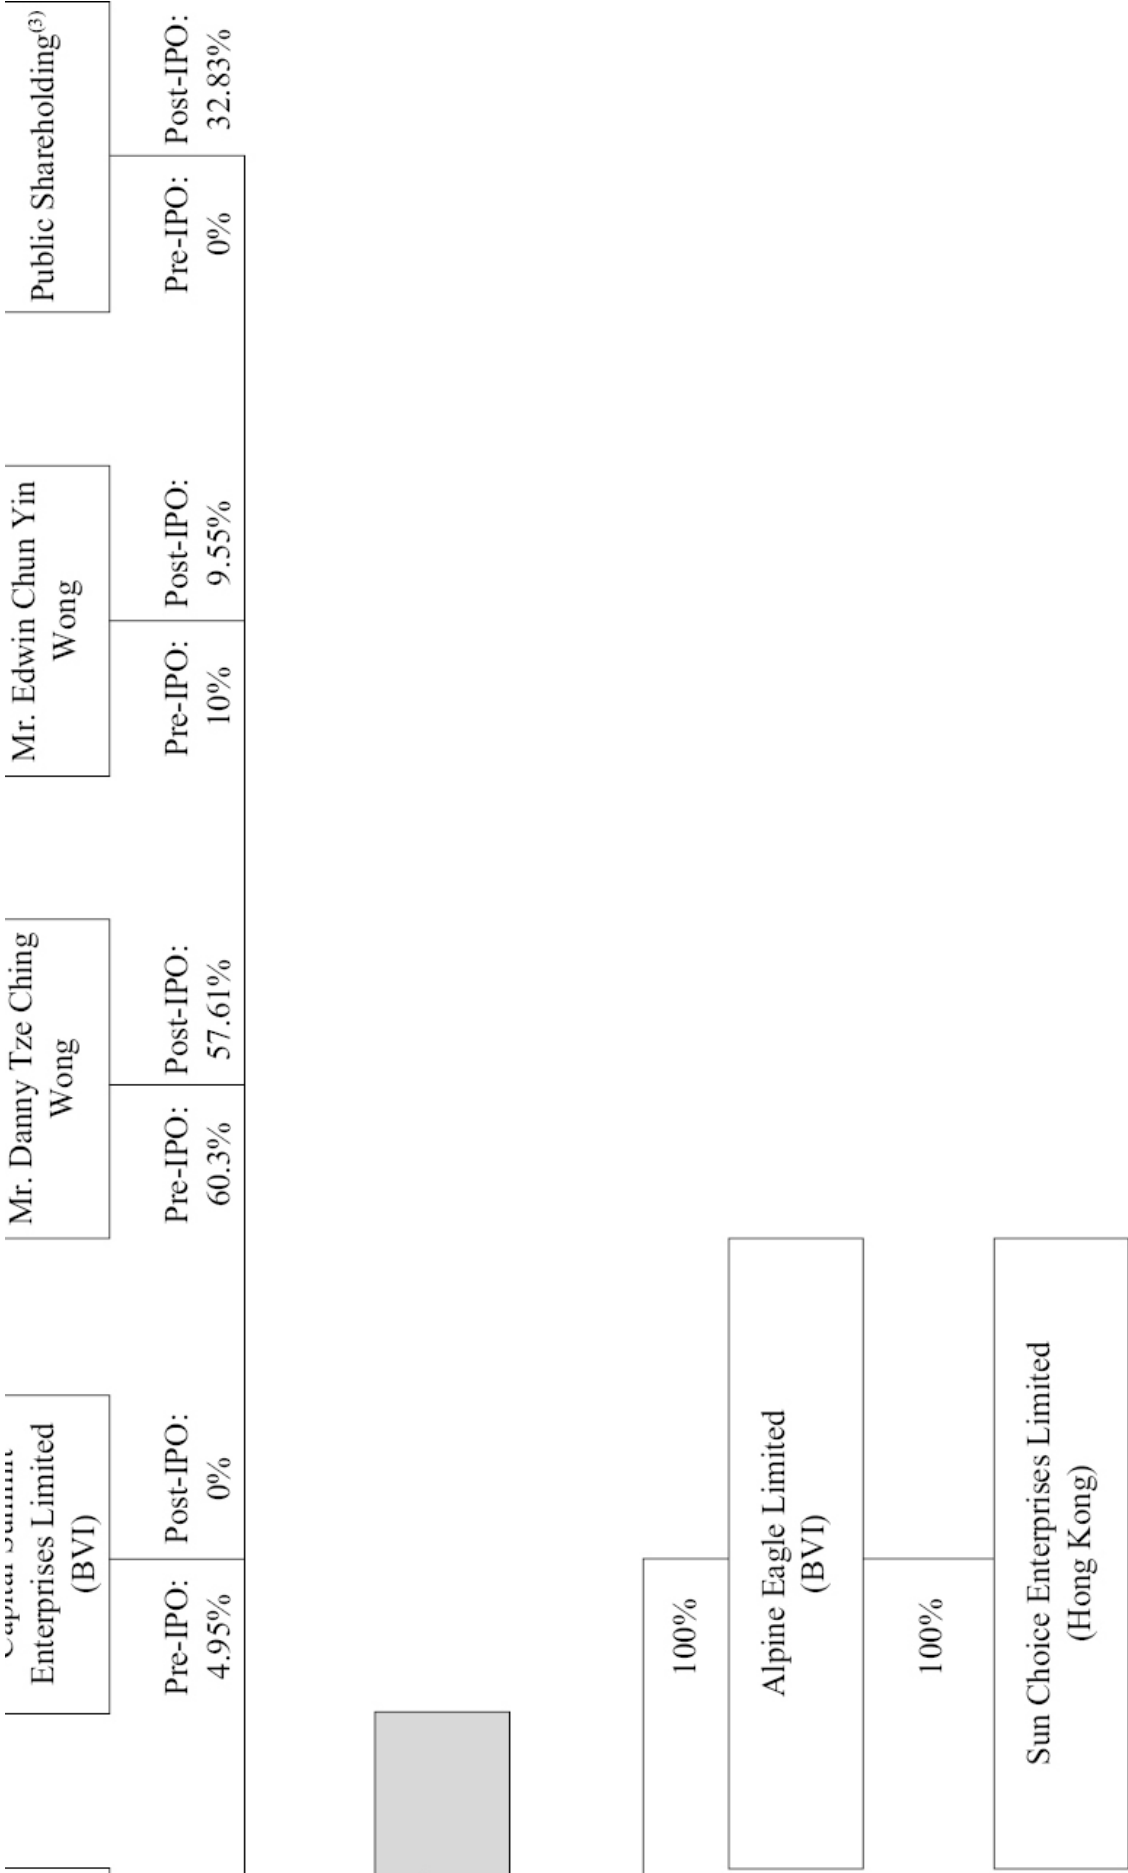 Enterprises Limited
(BVI)
Pre-IPO:
4.95%
Post-IPO:
0%
Mr. Danny Tze Ching
Wong
Pre-IPO:
60.3%
Post-IPO:
57.61%
Mr. Edwin Chun Yin
Wong
Pre-IPO:
10%
Post-IPO:
9.55%
Public Shareholding(3)
Pre-IPO:
0%
Post-IPO:
32.83%
100%
Alpine Eagle Limited
(BVI)
100%
Sun Choice Enterprises Limited
(Hong Kong)